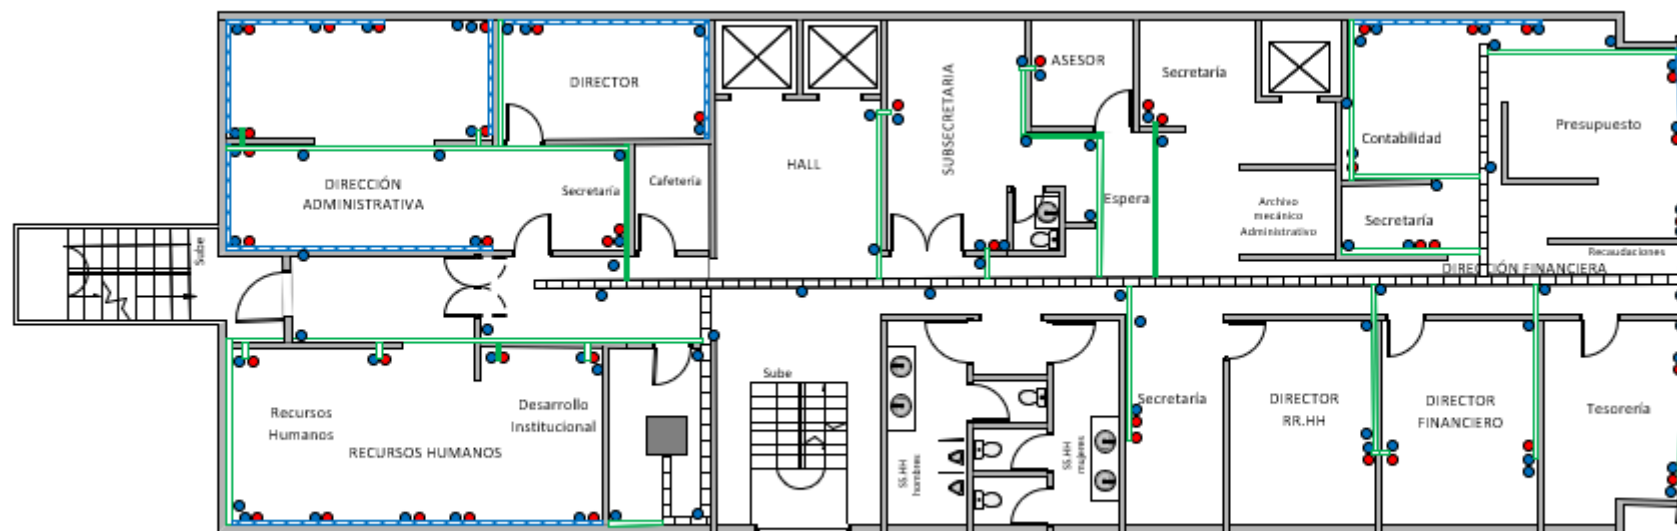 DIRECTOR
ASESOR
Secretaría
SUBSECRETARIA
HALL
Contabilidad
Presupuesto
DIRECCIÓN
ADMINISTRATIVA
Secretaría
Cafetería
Espera
Archivo
mecánico
Administrativo
Secretaría
Recaudaciones
DIRECCIÓN FINANCIERA
Sube
Sube
Recursos
Humanos
Desarrollo
Institucional
RECURSOS HUMANOS
SS.HH
hombres
SS.HH
mujeres
Secretaría
DIRECTOR
RR.HH
DIRECTOR
FINANCIERO
Tesorería